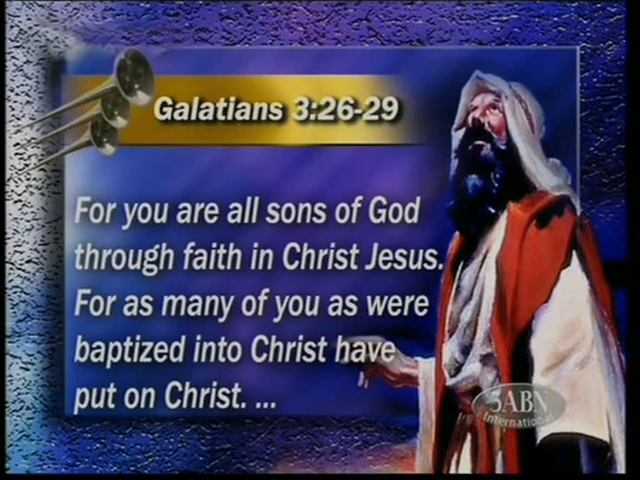 Galatians 3:26-29
For you are all sons of God
through faith in Christ Jesus.
For as many of you as were
baptized into Christ have
put on Christ. ...
3ABN
International